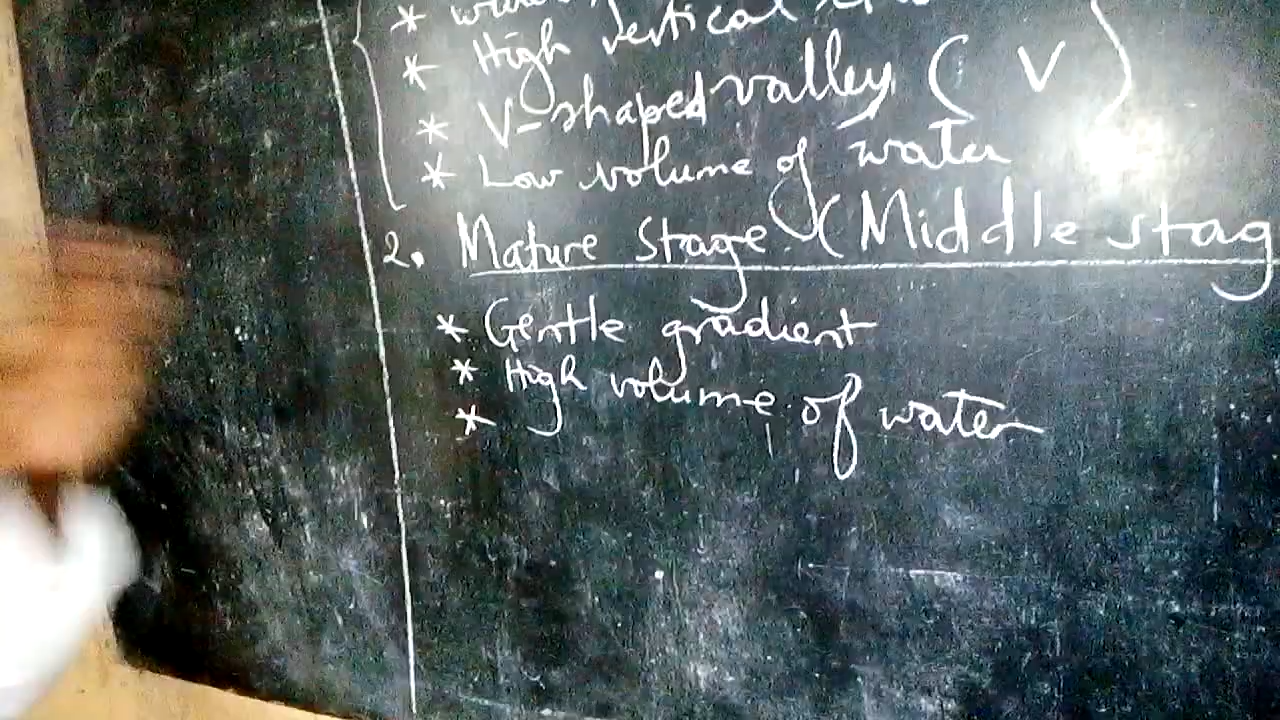 *
* High vertical
* V-shaped valley ( V )
* Low volume of water
2. Mature Stage. (Middle stag
* Gentle gradient
* High volume of water
*